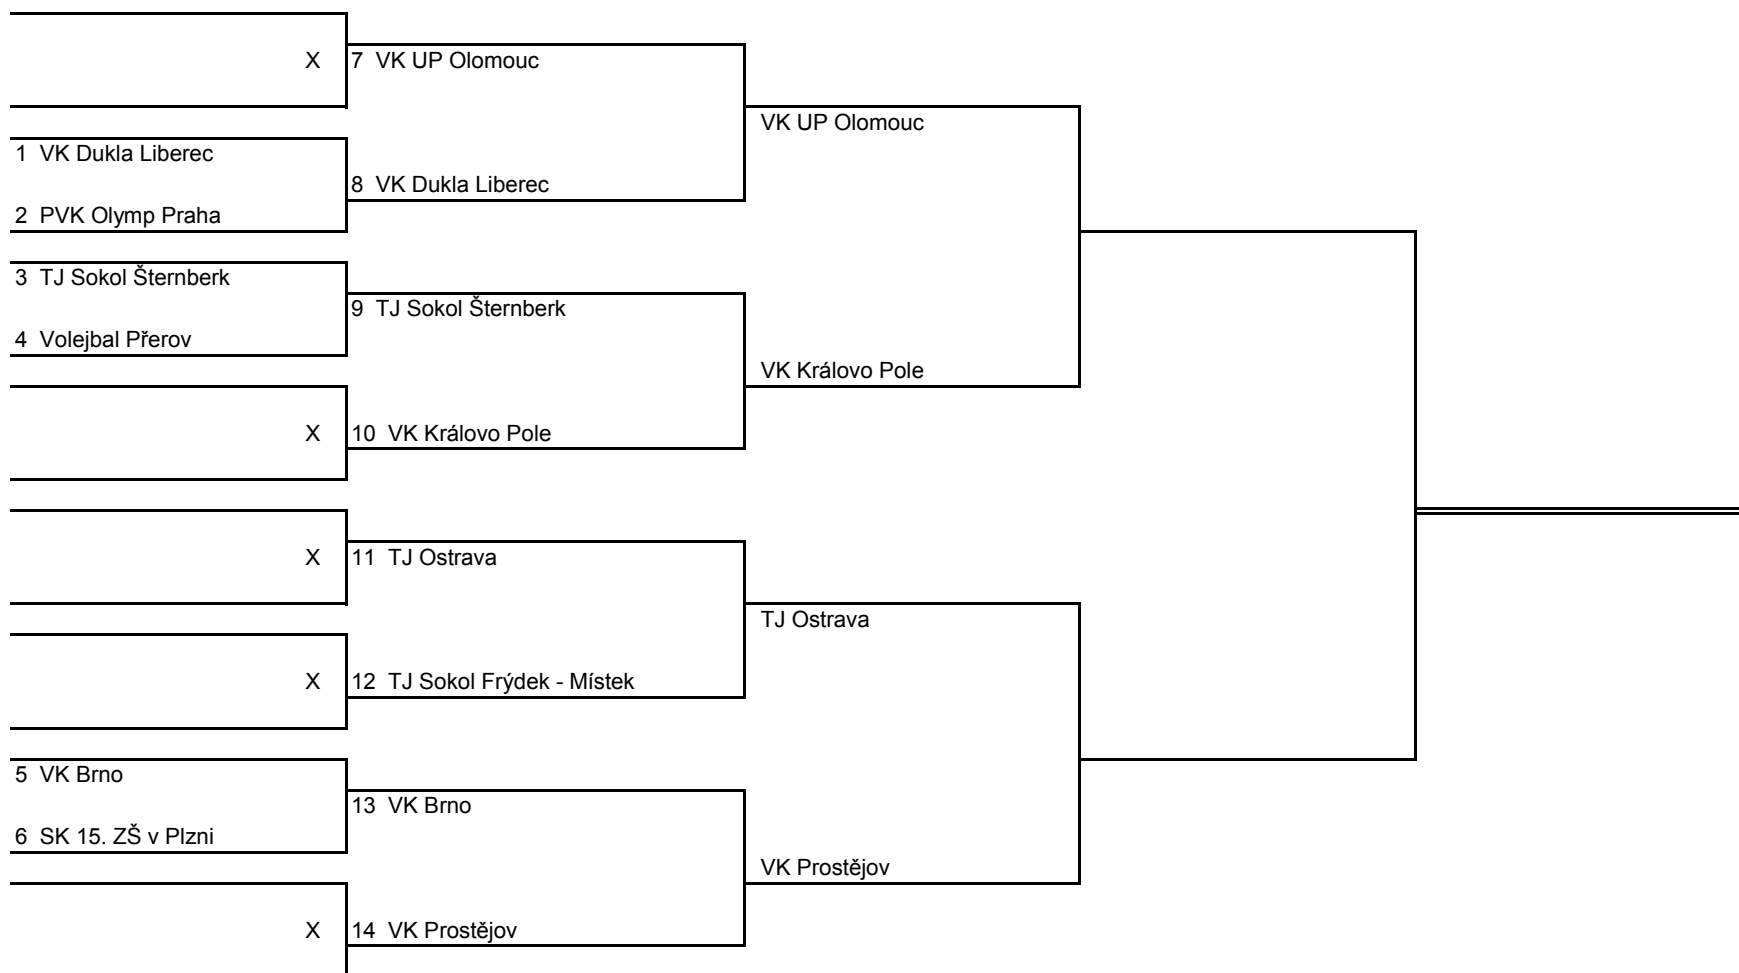 X
7 VK UP Olomouc
VK UP Olomouc
1 VK Dukla Liberec
8 VK Dukla Liberec
2 PVK Olymp Praha
3 TJ Sokol Šternberk
9 TJ Sokol Šternberk
4 Volejbal Přerov
VK Královo Pole
X
10 VK Královo Pole
X
11 TJ Ostrava
TJ Ostrava
X
12 TJ Sokol Frýdek - Místek
5 VK Brno
13 VK Brno
6 SK 15. ZŠ v Plzni
VK Prostějov
X
14 VK Prostějov